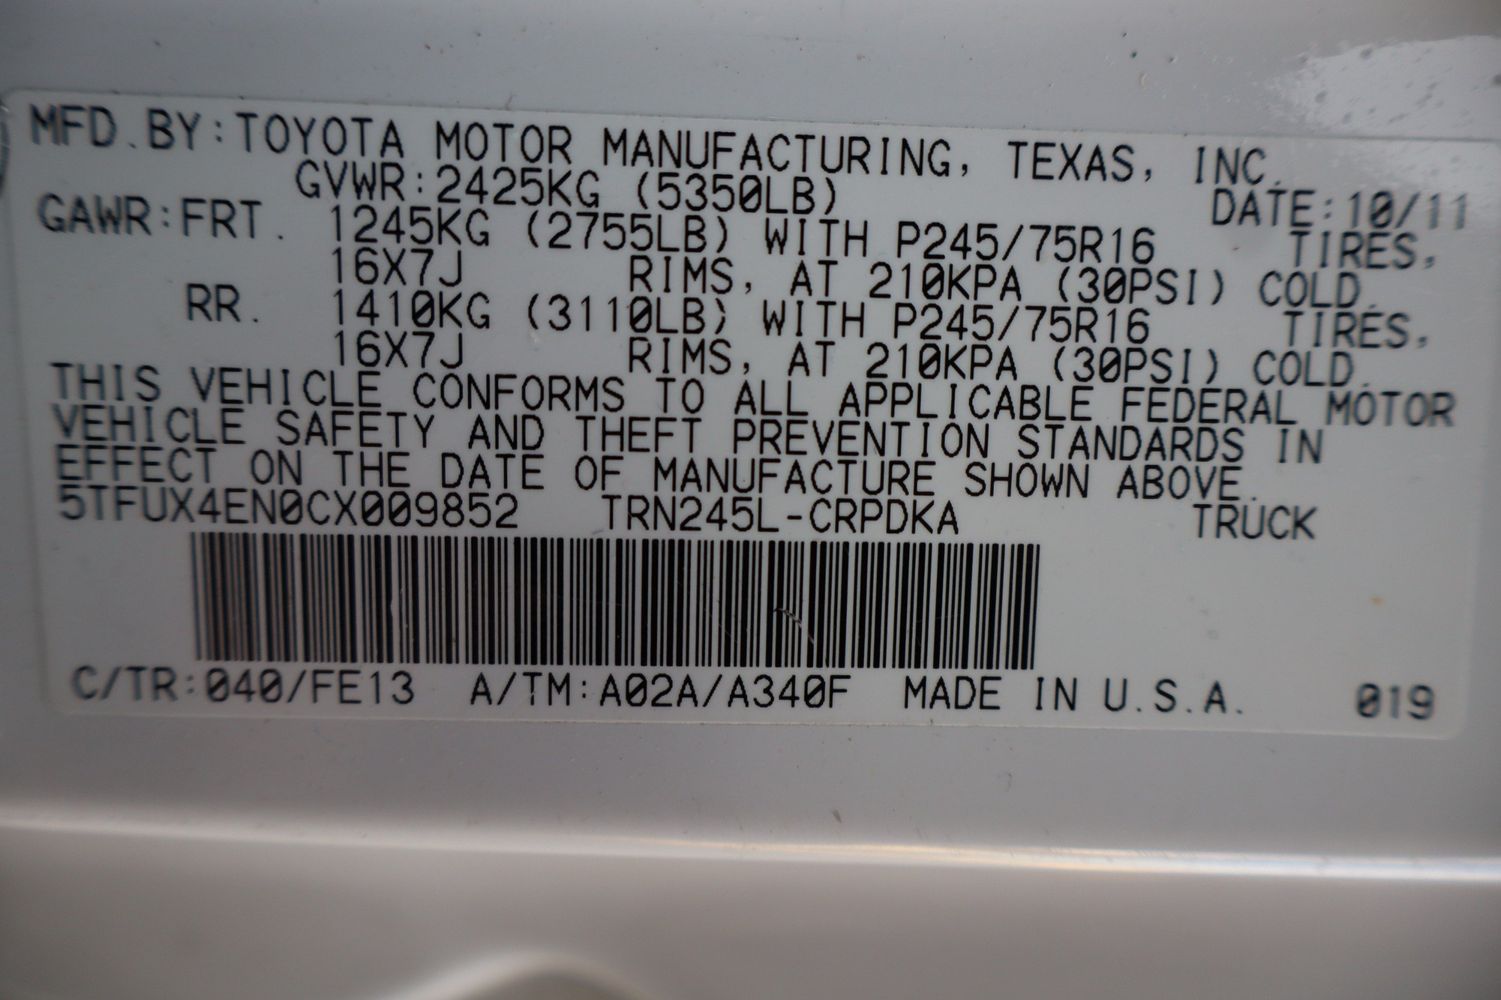 MFD. BY: TOYOTA MOTOR MANUFACTURING, TEXAS, INC.
GVWR: 2425KG (5350LB) DATE: 10/11
GAWR: FRT. 1245KG (2755LB) WITH P245/75R16 TIRES,
16X7J RIMS, AT 210KPA (30PSI) COLD.
RR. 1410KG (3110LB) WITH P245/75R16 TIRES,
16X7J RIMS, AT 210KPA (30PSI) COLD.
THIS VEHICLE CONFORMS TO ALL APPLICABLE FEDERAL MOTOR
VEHICLE SAFETY AND THEFT PREVENTION STANDARDS IN
EFFECT ON THE DATE OF MANUFACTURE SHOWN ABOVE.
5TFUX4EN0CX009852 TRN245L-CRPDKA TRUCK
C/TR: 040/FE13 A/TM: A02A/A340F MADE IN U.S.A. 019